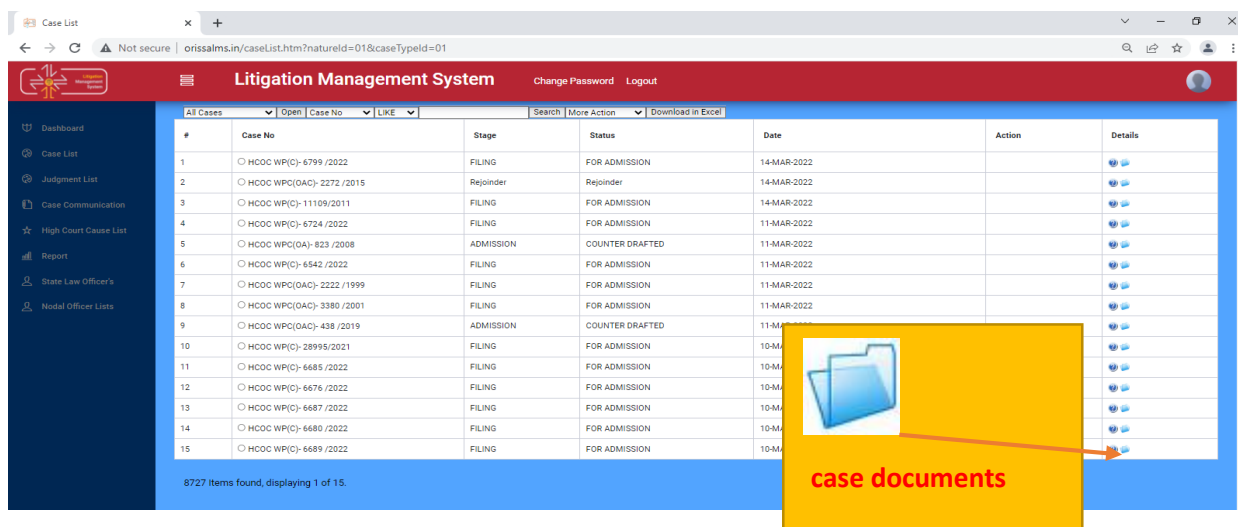 Case List
Not secure | orissalms.in/caseList.htm?natureId=01&caseTypeId=01
Litigation Management System
Litigation Management System Change Password Logout
All Cases Open Case No LIKE Search More Action Download in Excel
Dashboard
Case List
Judgment List
Case Communication
High Court Cause List
Report
State Law Officer's
Nodal Officer Lists
# Case No Stage Status Date Action Details
1 HCOC WP(C)- 6799 /2022 FILING FOR ADMISSION 14-MAR-2022
2 HCOC WPC(OAC)- 2272 /2015 Rejoinder Rejoinder 14-MAR-2022
3 HCOC WP(C)- 11109/2011 FILING FOR ADMISSION 14-MAR-2022
4 HCOC WP(C)- 6724 /2022 FILING FOR ADMISSION 11-MAR-2022
5 HCOC WPC(OA)- 823 /2008 ADMISSION COUNTER DRAFTED 11-MAR-2022
6 HCOC WP(C)- 6542 /2022 FILING FOR ADMISSION 11-MAR-2022
7 HCOC WPC(OAC)- 2222 /1999 FILING FOR ADMISSION 11-MAR-2022
8 HCOC WPC(OAC)- 3380 /2001 FILING FOR ADMISSION 11-MAR-2022
9 HCOC WPC(OAC)- 438 /2019 ADMISSION COUNTER DRAFTED
10 HCOC WP(C)- 28995/2021 FILING FOR ADMISSION
11 HCOC WP(C)- 6685 /2022 FILING FOR ADMISSION
12 HCOC WP(C)- 6676 /2022 FILING FOR ADMISSION
13 HCOC WP(C)- 6687 /2022 FILING FOR ADMISSION
14 HCOC WP(C)- 6680 /2022 FILING FOR ADMISSION
15 HCOC WP(C)- 6689 /2022 FILING FOR ADMISSION
case documents
8727 Items found, displaying 1 of 15.